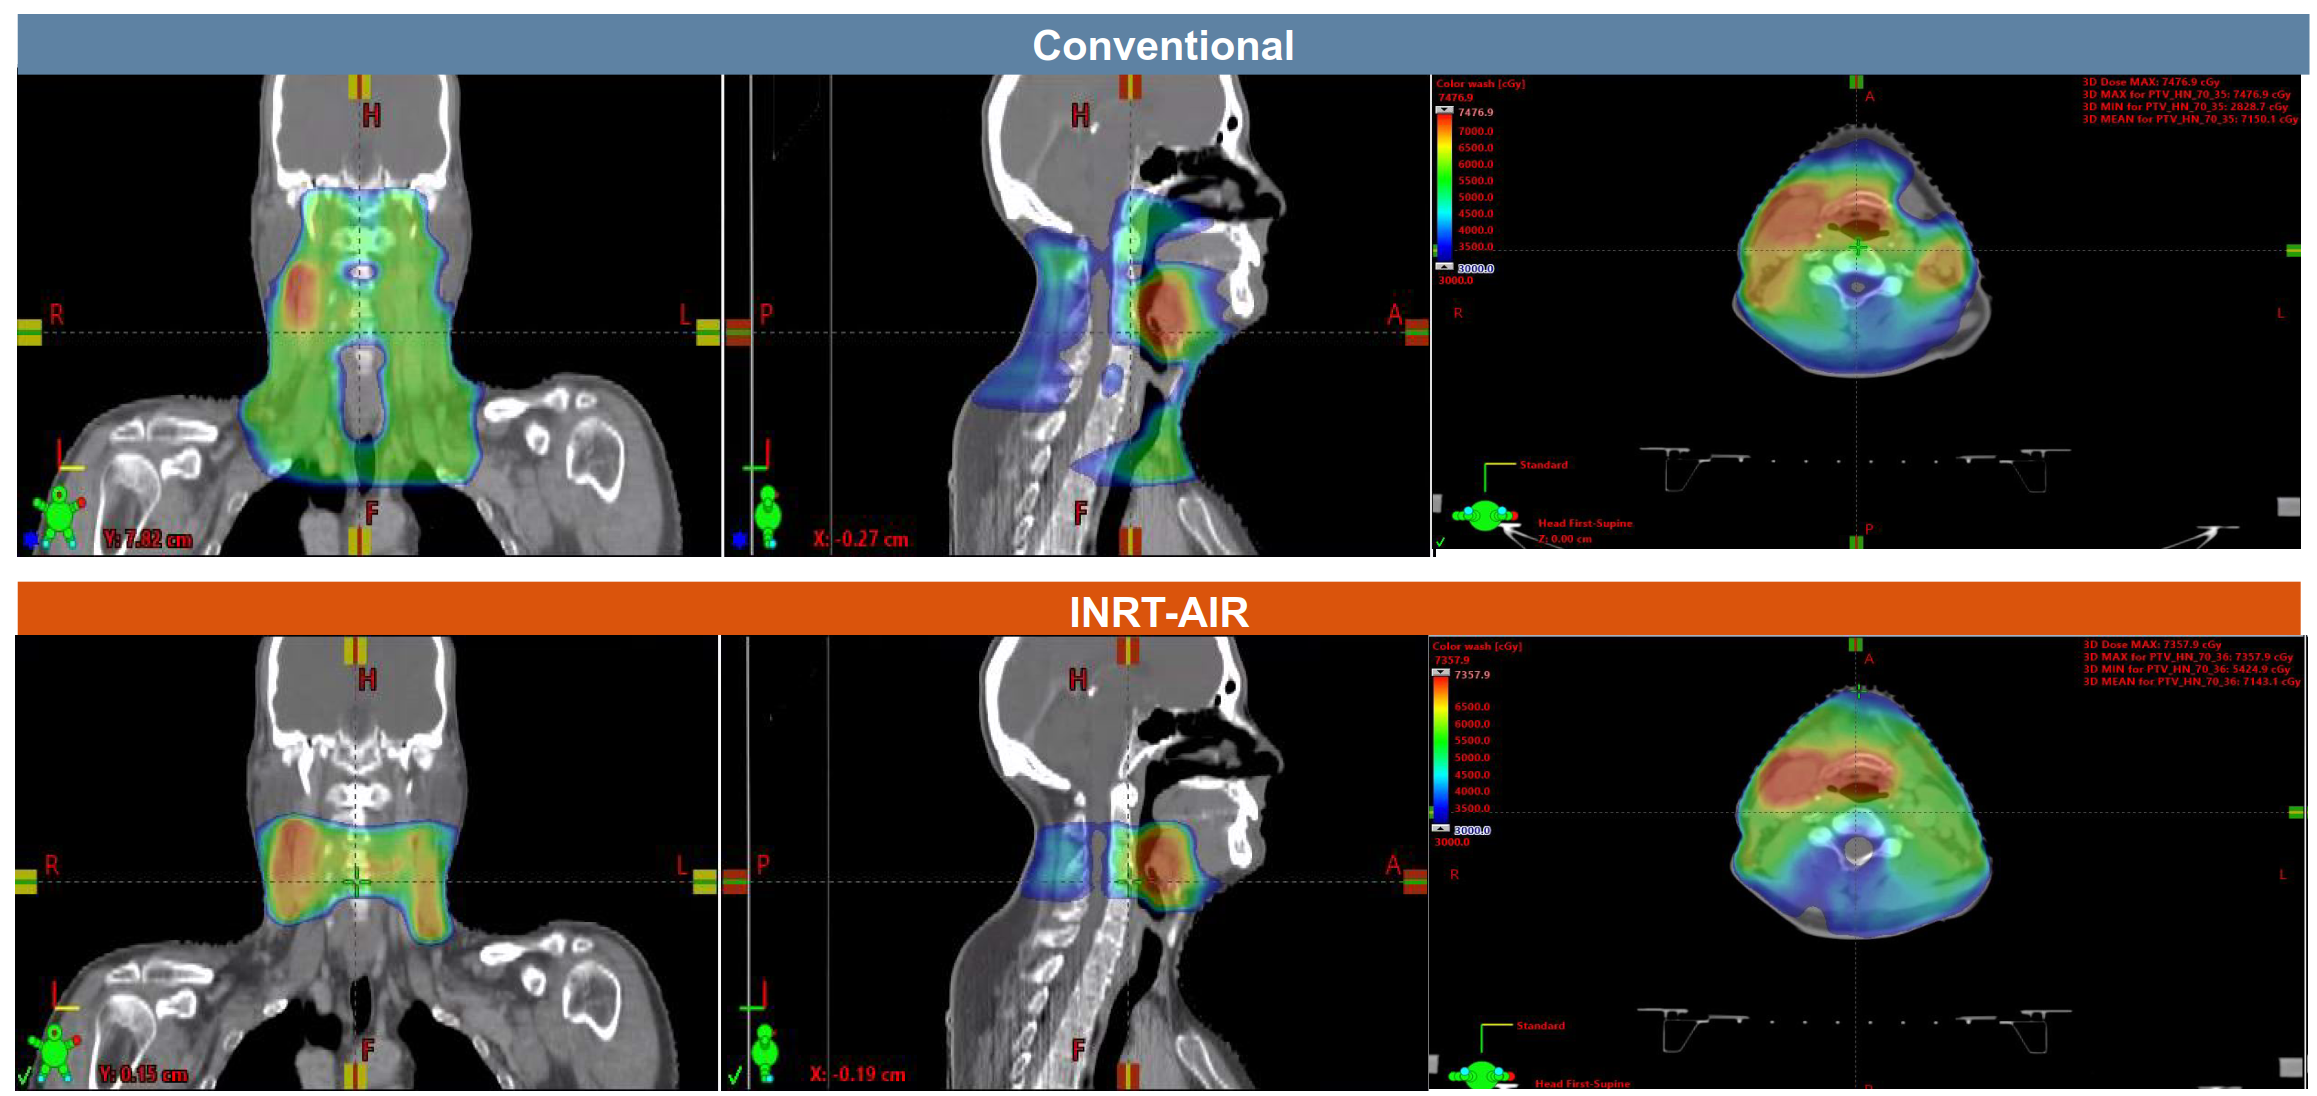 Conventional
H
R
L
F
Y: 7.82 cm
H
P
A
F
X: -0.27 cm
Color wash [cGy]
7476.9
7476.9
7000.0
6500.0
6000.0
5500.0
5000.0
4500.0
4000.0
3500.0
3000.0
3000.0
3D Dose MAX: 7476.9 cGy
3D MAX for PTV_HN_70_35: 7476.9 cGy
3D MIN for PTV_HN_70_35: 2828.7 cGy
3D MEAN for PTV_HN_70_35: 7150.1 cGy
A
R
L
Standard
Head First-Supine
Z: 0.00 cm
P
INRT-AIR
H
R
L
F
Y: 0.15 cm
H
P
A
F
X: -0.19 cm
Color wash [cGy]
7357.9
7357.9
6500.0
6000.0
5500.0
5000.0
4500.0
4000.0
3500.0
3000.0
3000.0
3D Dose MAX: 7357.9 cGy
3D MAX for PTV_HN_70_36: 7357.9 cGy
3D MIN for PTV_HN_70_36: 5424.9 cGy
3D MEAN for PTV_HN_70_36: 7143.1 cGy
A
R
L
Standard
Head First-Supine